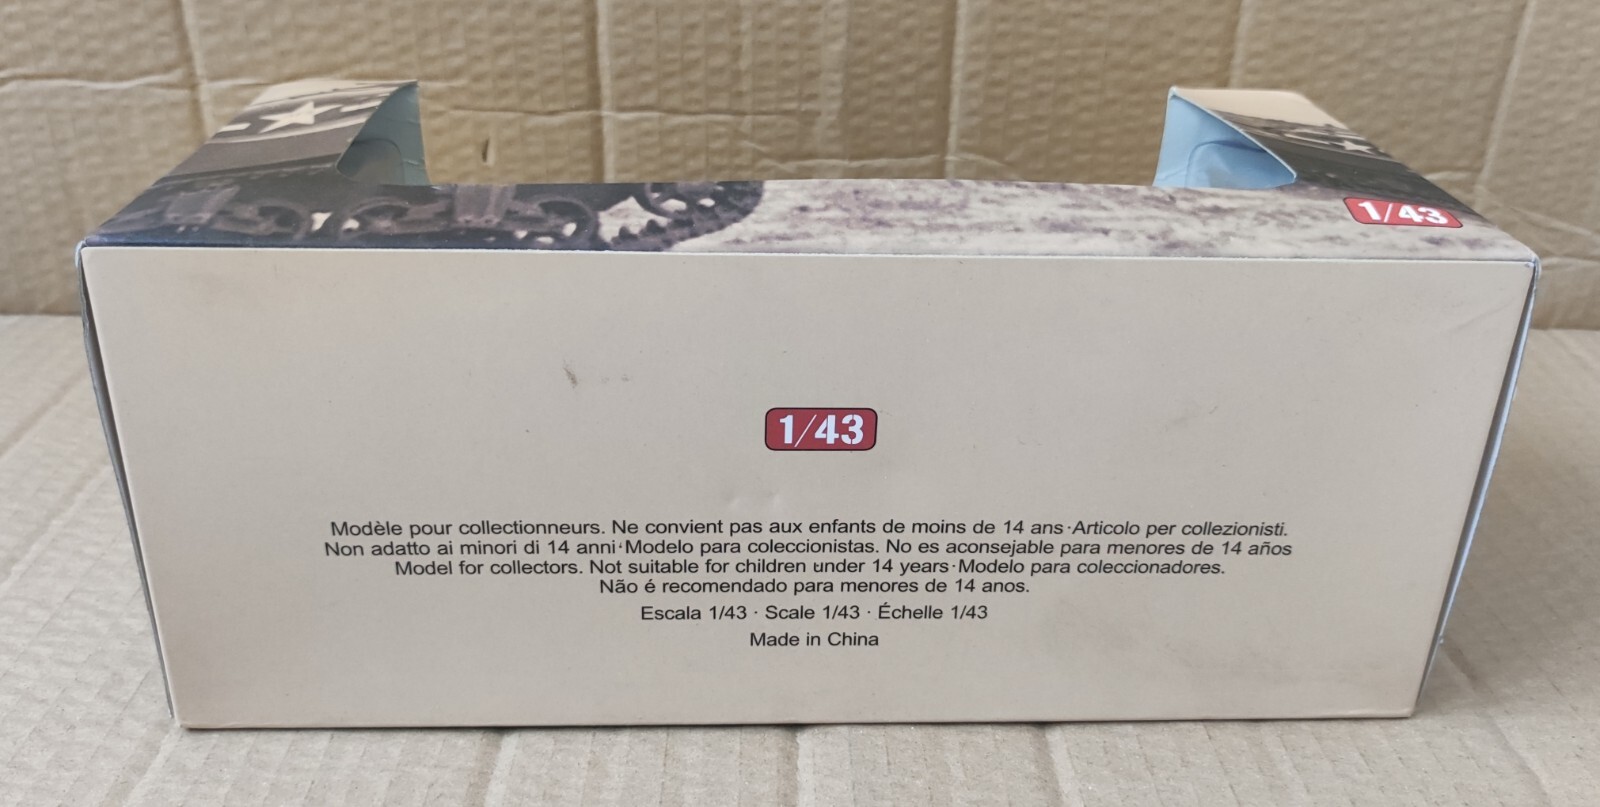 1/43
1/43
Modèle pour collectionneurs. Ne convient pas aux enfants de moins de 14 ans·Articolo per collezionisti.
Non adatto ai minori di 14 anni·Modelo para coleccionistas. No es aconsejable para menores de 14 años
Model for collectors. Not suitable for children under 14 years·Modelo para coleccionadores.
Não é recomendado para menores de 14 anos.
Escala 1/43 · Scale 1/43 · Échelle 1/43
Made in China